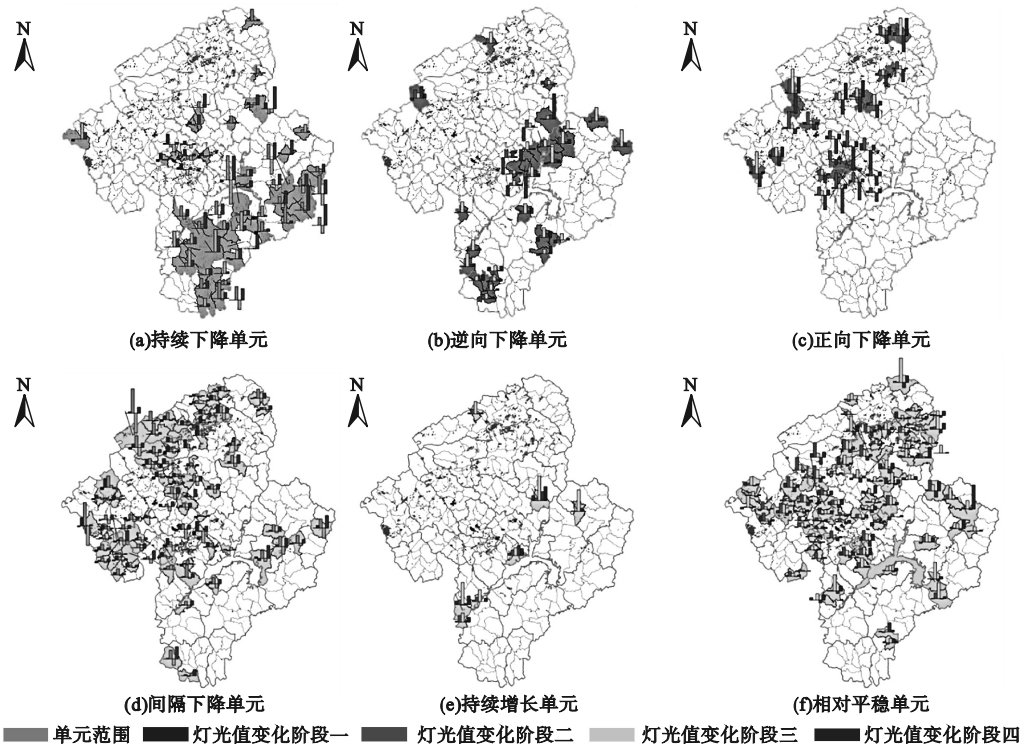 N
N
N
(a)持续下降单元
(b)逆向下降单元
(c)正向下降单元
N
N
N
(d)间隔下降单元
(e)持续增长单元
(f)相对平稳单元
单元范围 灯光值变化阶段一 灯光值变化阶段二 灯光值变化阶段三 灯光值变化阶段四